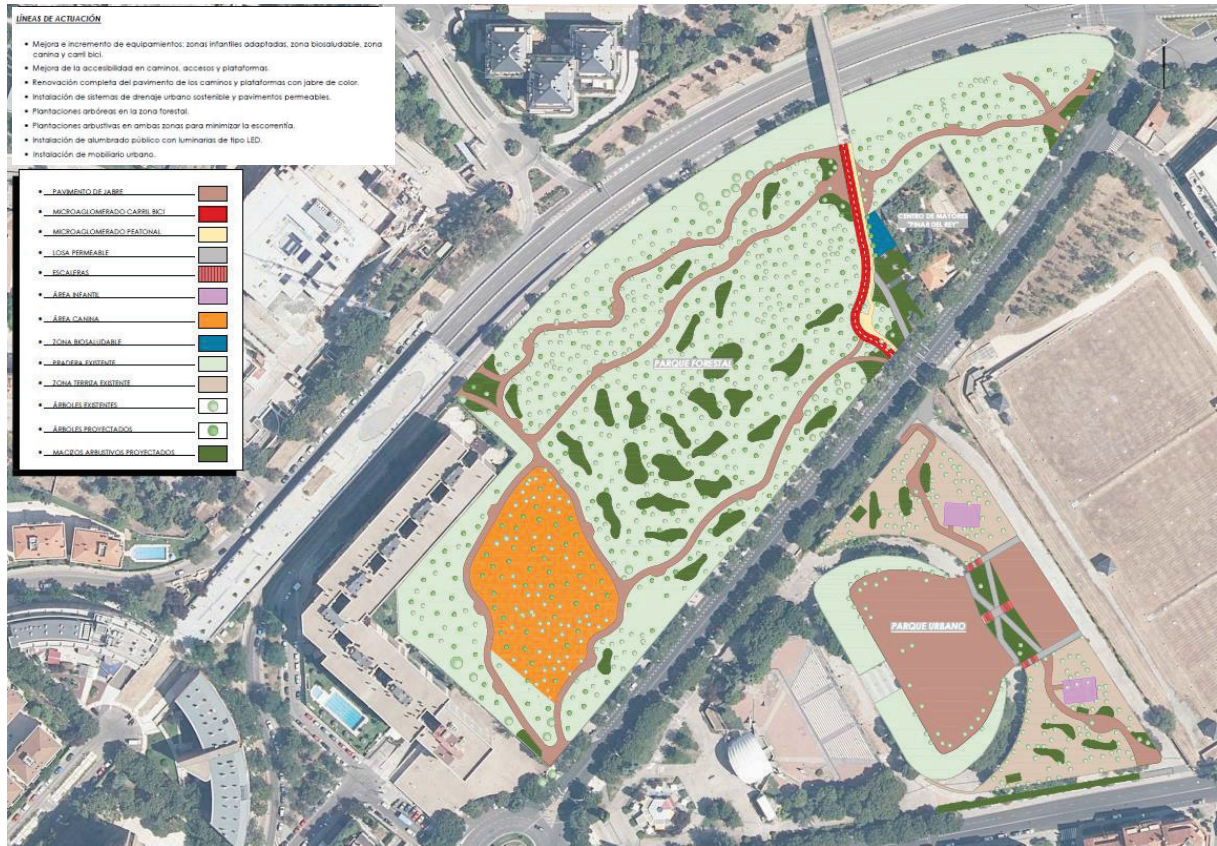 LÍNEAS DE ACTUACIÓN
• Mejora e incremento de equipamientos: zonas infantiles adaptadas, zona biosaludable, zona
canina y carril bici.
• Mejora de la accesibilidad en caminos, accesos y plataformas.
• Renovación completa del pavimento de los caminos y plataformas con jabre de color.
• Instalación de sistemas de drenaje urbano sostenible y pavimentos permeables.
• Plantaciones arbóreas en la zona forestal.
• Plantaciones arbustivas en ambas zonas para minimizar la escorrentía.
• Instalación de alumbrado público con luminarias de tipo LED.
• Instalación de mobiliario urbano.
• PAVIMENTO DE JABRE
• MICROAGLOMERADO CARRIL BICI
• MICROAGLOMERADO PEATONAL
• LOSA PERMEABLE
• ESCALERAS
• ÁREA INFANTIL
• ÁREA CANINA
• ZONA BIOSALUDABLE
• PRADERA EXISTENTE
• ZONA TERRIZA EXISTENTE
• ÁRBOLES EXISTENTES
• ÁRBOLES PROYECTADOS
• MACIZOS ARBUSTIVOS PROYECTADOS
N
CENTRO DE MAYORES
"PINAR DEL REY"
PARQUE FORESTAL
PARQUE URBANO